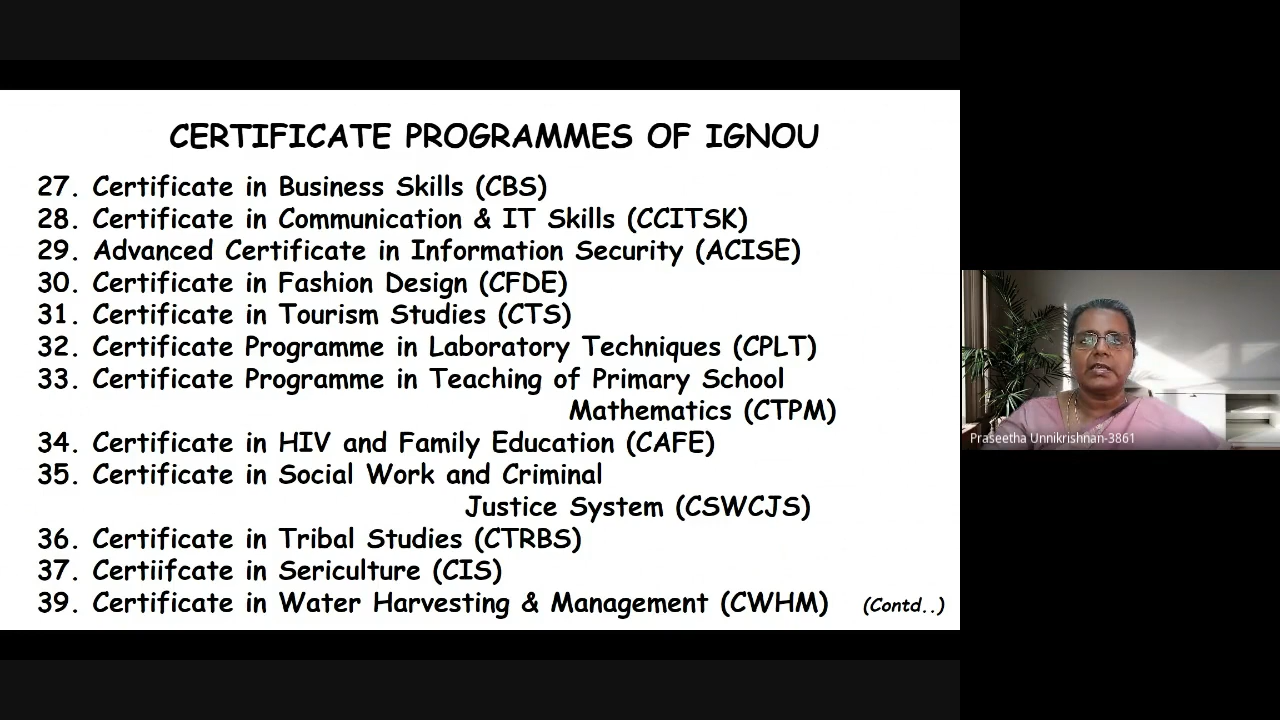 CERTIFICATE PROGRAMMES OF IGNOU
27. Certificate in Business Skills (CBS)
28. Certificate in Communication & IT Skills (CCITSK)
29. Advanced Certificate in Information Security (ACISE)
30. Certificate in Fashion Design (CFDE)
31. Certificate in Tourism Studies (CTS)
32. Certificate Programme in Laboratory Techniques (CPLT)
33. Certificate Programme in Teaching of Primary School
Mathematics (CTPM)
34. Certificate in HIV and Family Education (CAFE)
35. Certificate in Social Work and Criminal
Justice System (CSWCJS)
36. Certificate in Tribal Studies (CTRBS)
37. Certiifcate in Sericulture (CIS)
39. Certificate in Water Harvesting & Management (CWHM) (Contd..)
Praseetha Unnikrishnan-3861